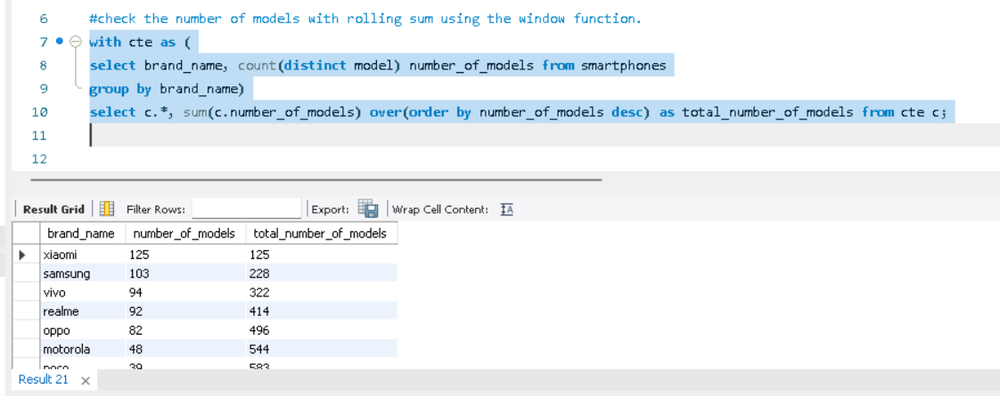 6 #check the number of models with rolling sum using the window function.
7 with cte as (
8 select brand_name, count(distinct model) number_of_models from smartphones
9 group by brand_name)
10 select c.*, sum(c.number_of_models) over(order by number_of_models desc) as total_number_of_models from cte c;
11
12
Result Grid Filter Rows: Export: Wrap Cell Content: IA
brand_name number_of_models total_number_of_models
xiaomi 125 125
samsung 103 228
vivo 94 322
realme 92 414
oppo 82 496
motorola 48 544
poco 39 583
Result 21 ×